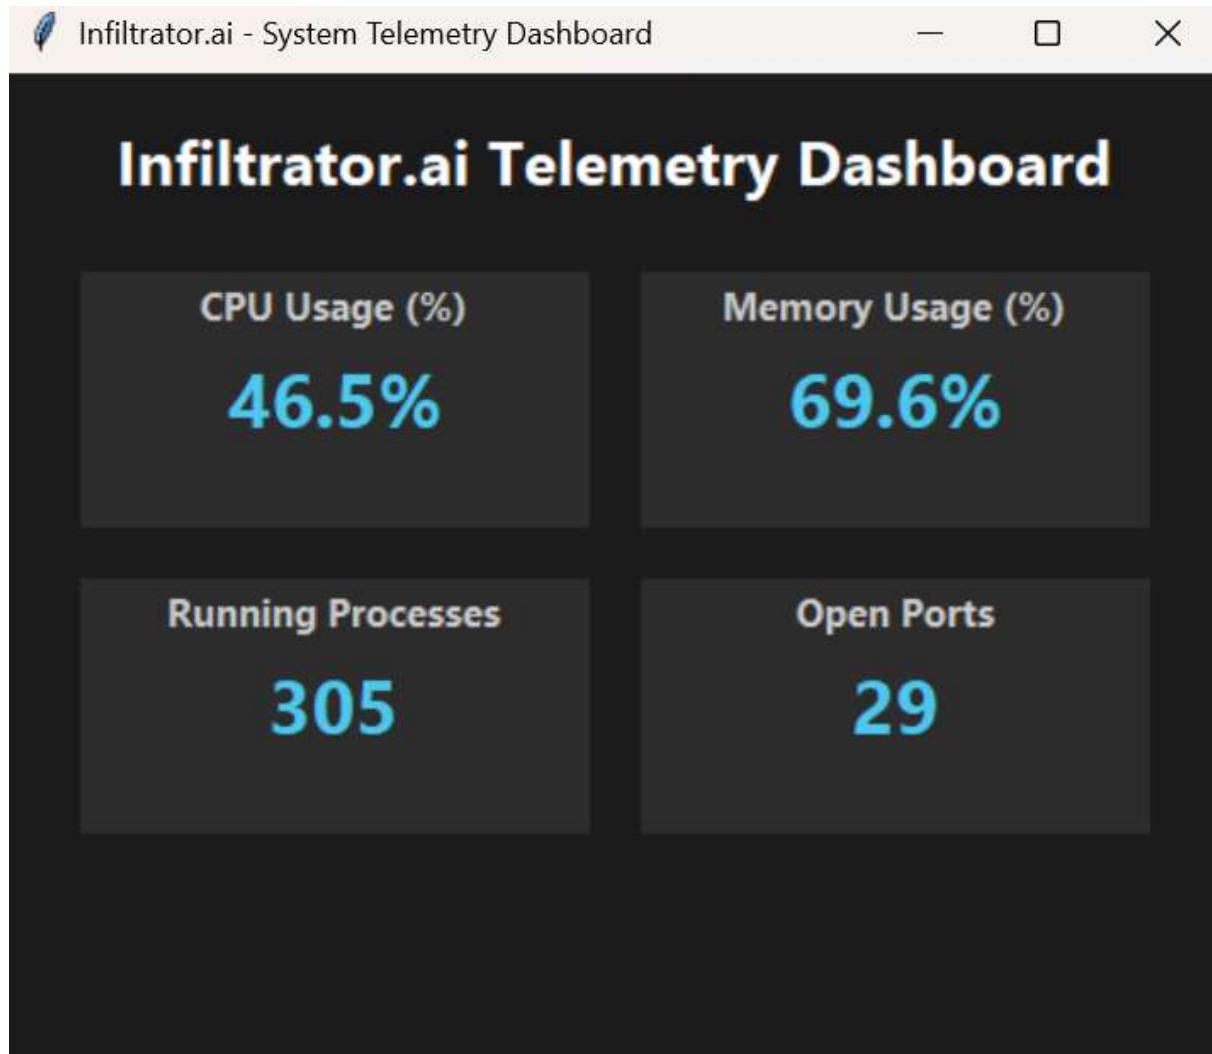 Infiltrator.ai - System Telemetry Dashboard
Infiltrator.ai Telemetry Dashboard
CPU Usage (%)
46.5%
Memory Usage (%)
69.6%
Running Processes
305
Open Ports
29